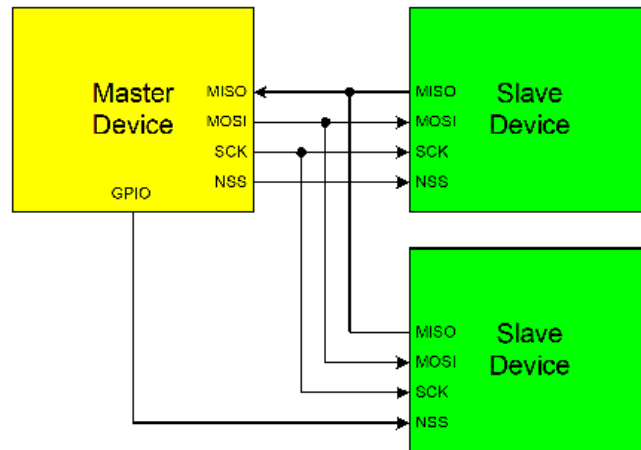 Master
Device
MISO
MOSI
SCK
NSS
GPIO
MISO
MOSI
SCK
NSS
Slave
Device
MISO
MOSI
SCK
NSS
Slave
Device